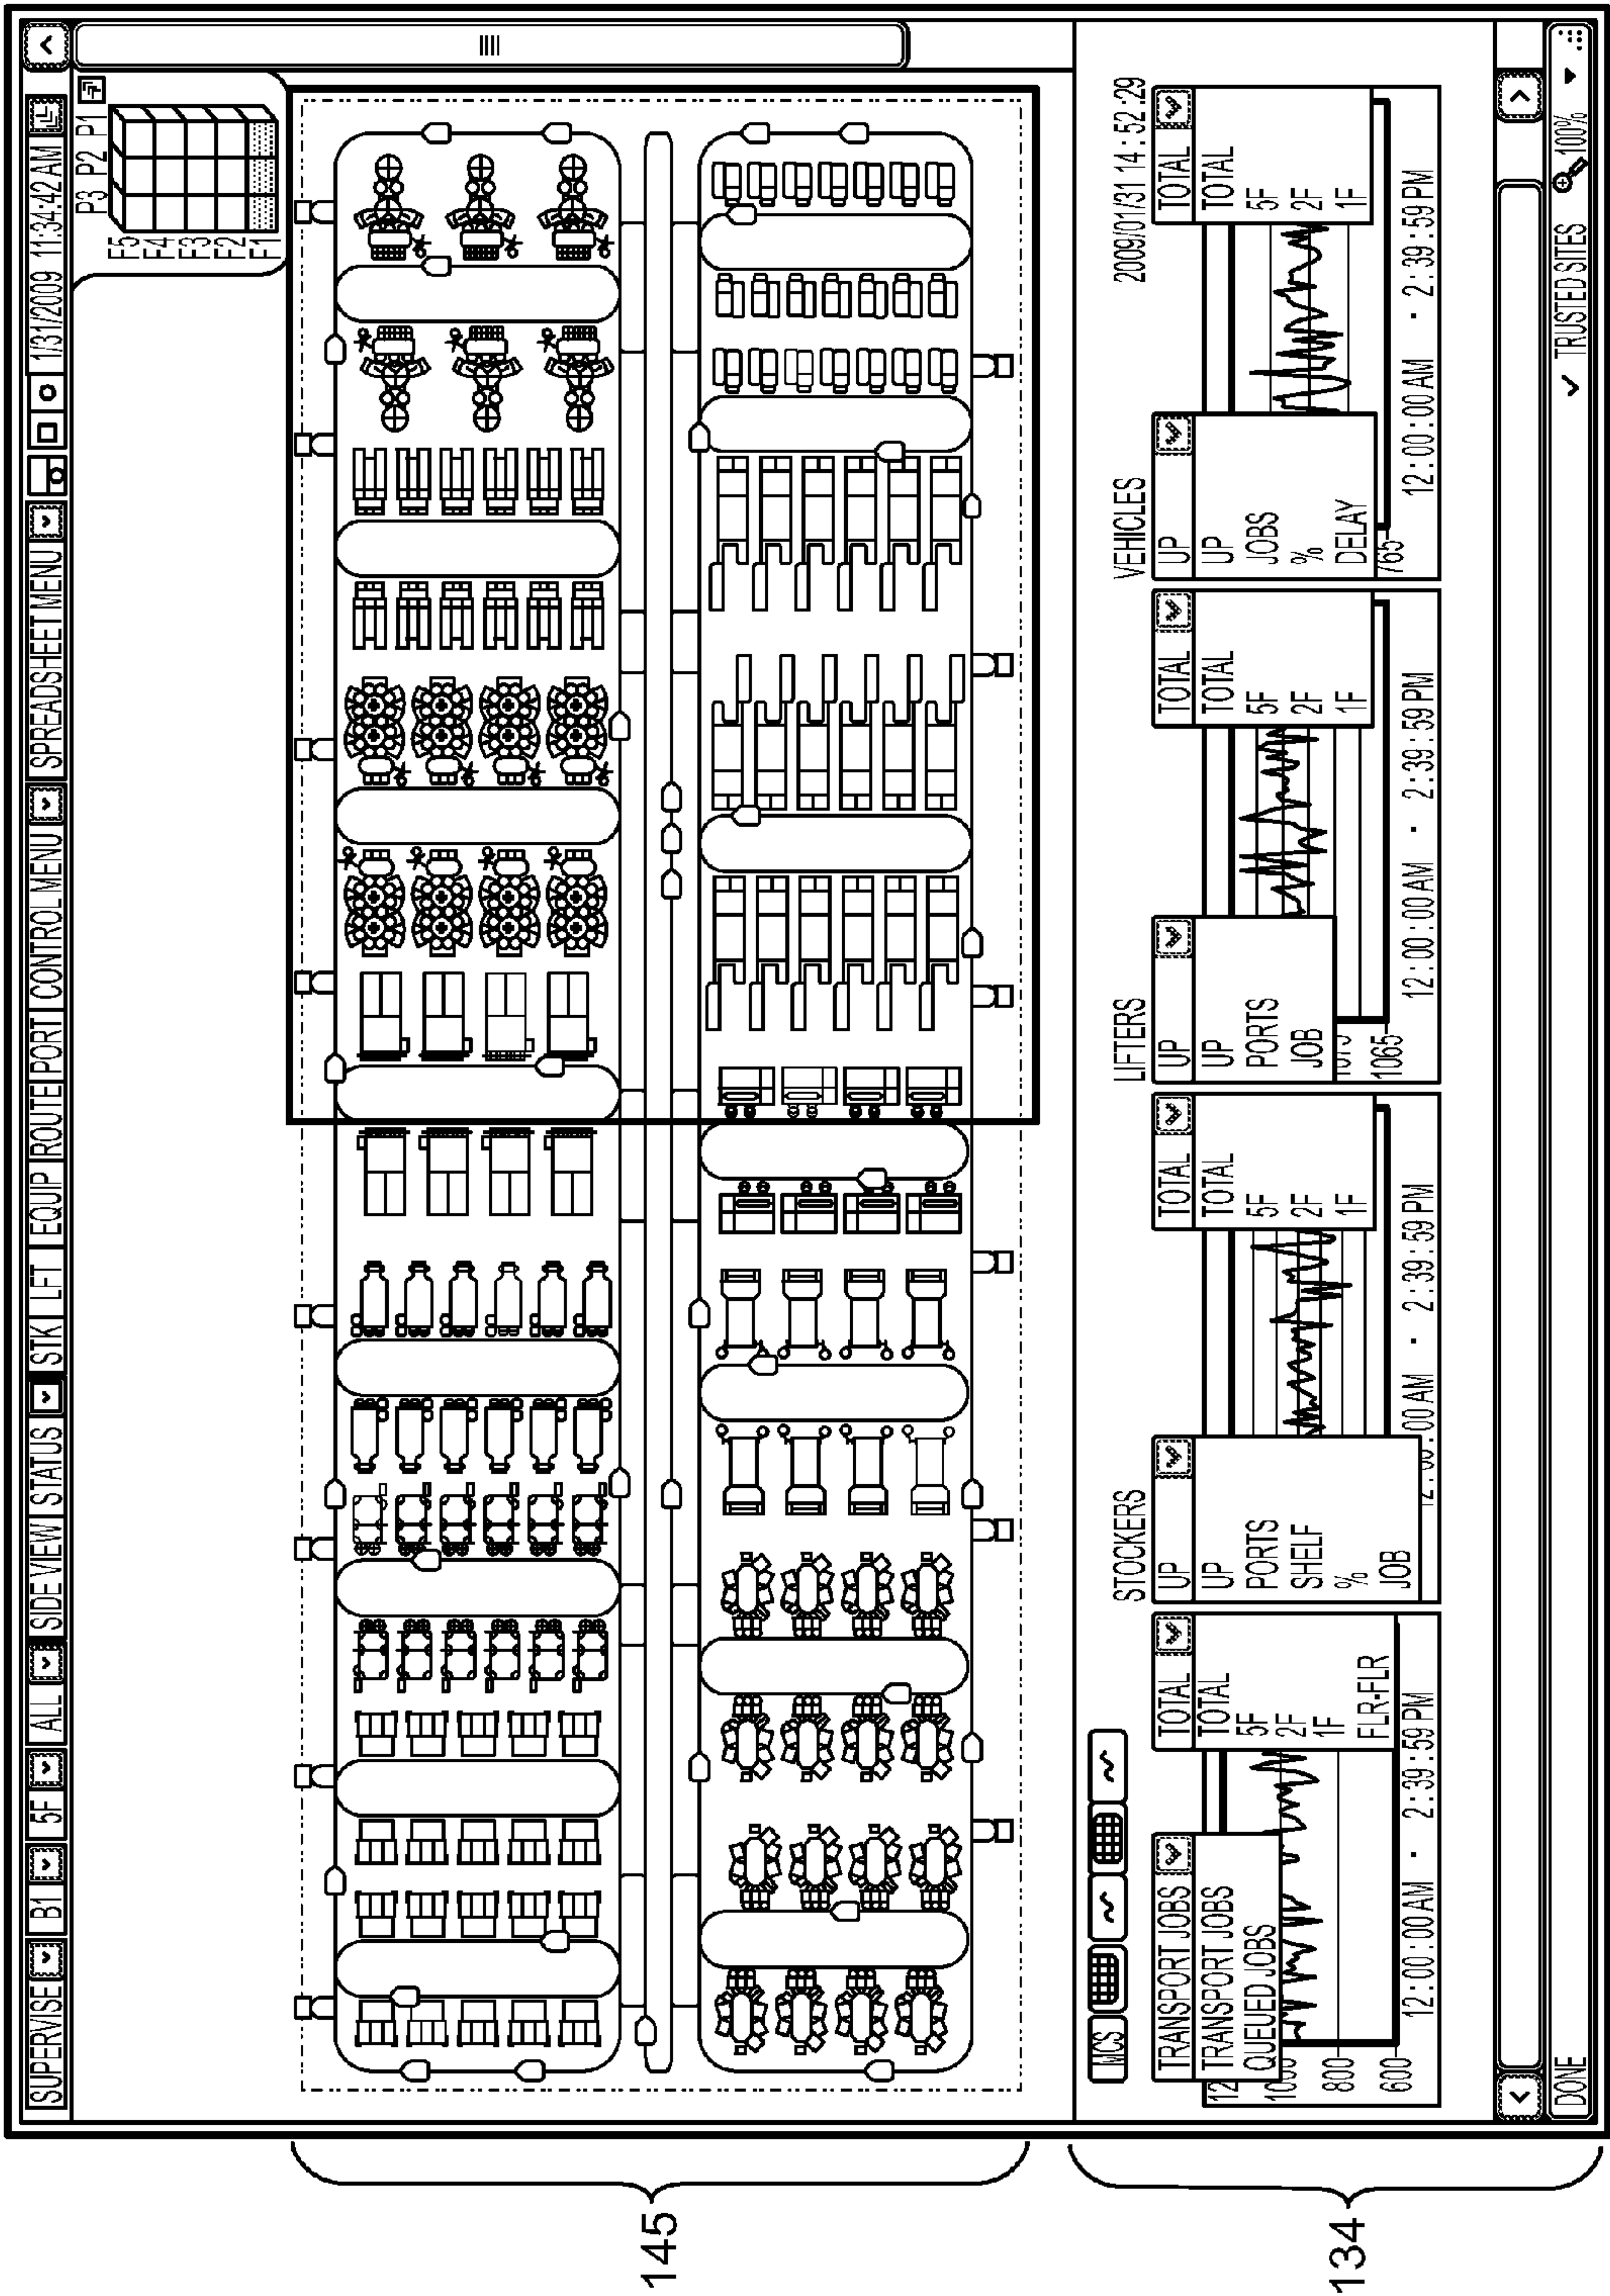 SUPERVISE B1 5F ALL SIDE VIEW STATUS STK LFT EQUIP ROUTE PORT CONTROL MENU SPREADSHEET MENU 1/31/2009 11:34:42 AM
P3 P2 P1
F5
F4
F3
F2
F1
145
MCS
2009/01/31 14:52:29
STOCKERS
LIFTERS
VEHICLES
TRANSPORT JOBS
TRANSPORT JOBS
QUEUED JOBS
TOTAL
TOTAL
5F
2F
1F
FLR-FLR
12
1000
800
600
12:00:00 AM · 2:39:59 PM
UP
UP
PORTS
SHELF
%
JOB
TOTAL
TOTAL
5F
2F
1F
:00 AM · 2:39:59 PM
UP
UP
PORTS
JOB
TOTAL
TOTAL
5F
2F
1F
1075
1065
12:00:00 AM · 2:39:59 PM
UP
UP
JOBS
%
DELAY
TOTAL
TOTAL
5F
2F
1F
765
12:00:00 AM · 2:39:59 PM
134
DONE
✓ TRUSTED SITES
100%